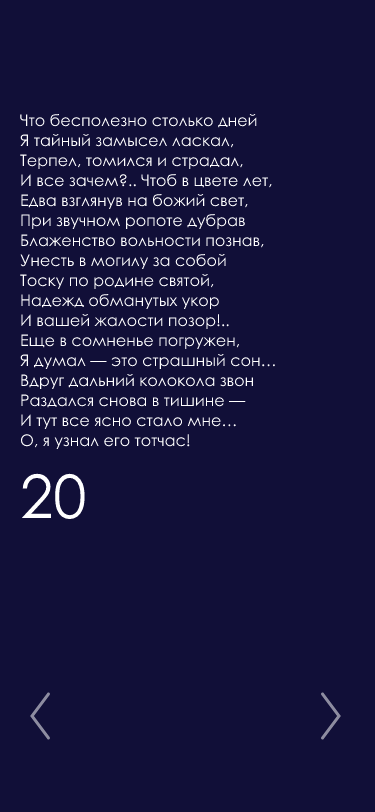 Что бесполезно столько дней
Я тайный замысел ласкал,
Терпел, томился и страдал,
И все зачем?.. Чтоб в цвете лет,
Едва взглянув на божий свет,
При звучном ропоте дубрав
Блаженство вольности познав,
Унесть в могилу за собой
Тоску по родине святой,
Надежд обманутых укор
И вашей жалости позор!..
Еще в сомненье погружен,
Я думал — это страшный сон...
Вдруг дальний колокола звон
Раздался снова в тишине —
И тут все ясно стало мне...
О, я узнал его тотчас!
20